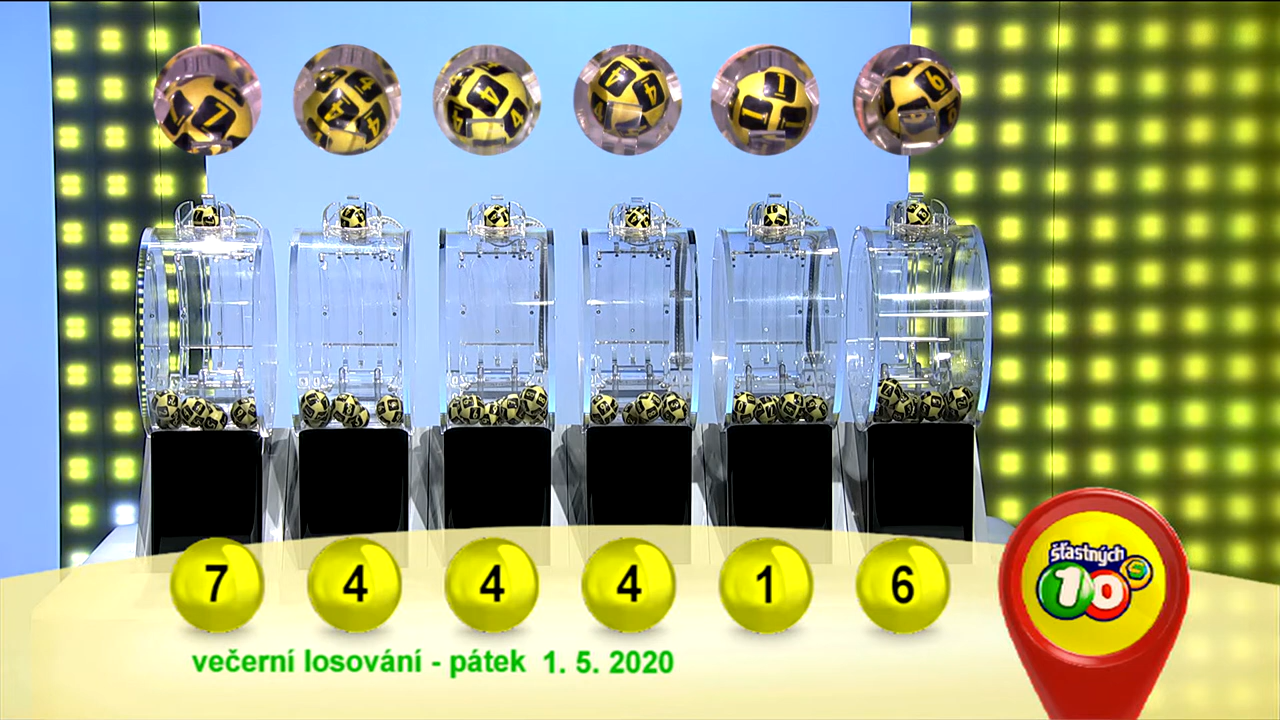 7 4 4 4 1 6
večerní losování - pátek 1. 5. 2020
šťastných
10